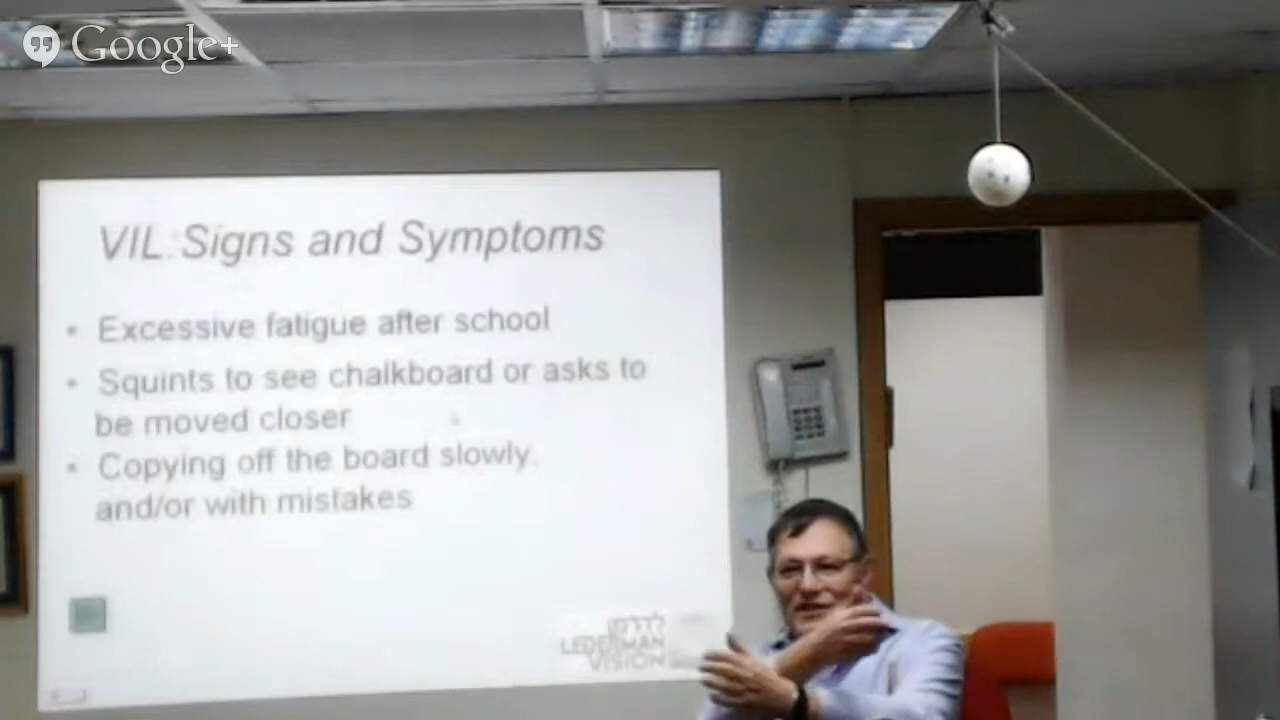 Google+
VIL: Signs and Symptoms
• Excessive fatigue after school
• Squints to see chalkboard or asks to
be moved closer
• Copying off the board slowly,
and/or with mistakes
לדרמן
LEDERMAN
VISION